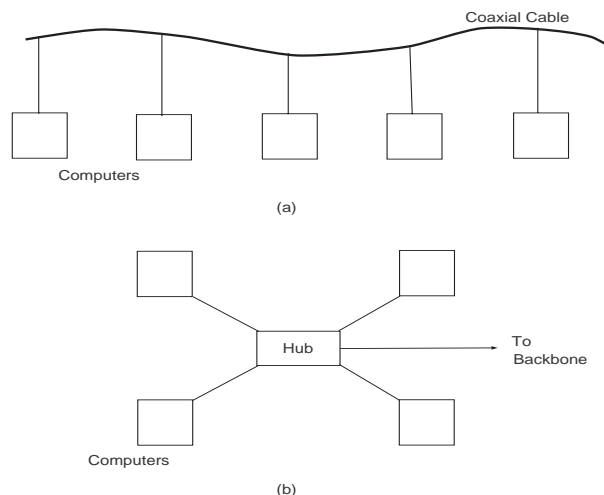 Coaxial Cable
Computers
(a)
Hub
To
Backbone
Computers
(b)